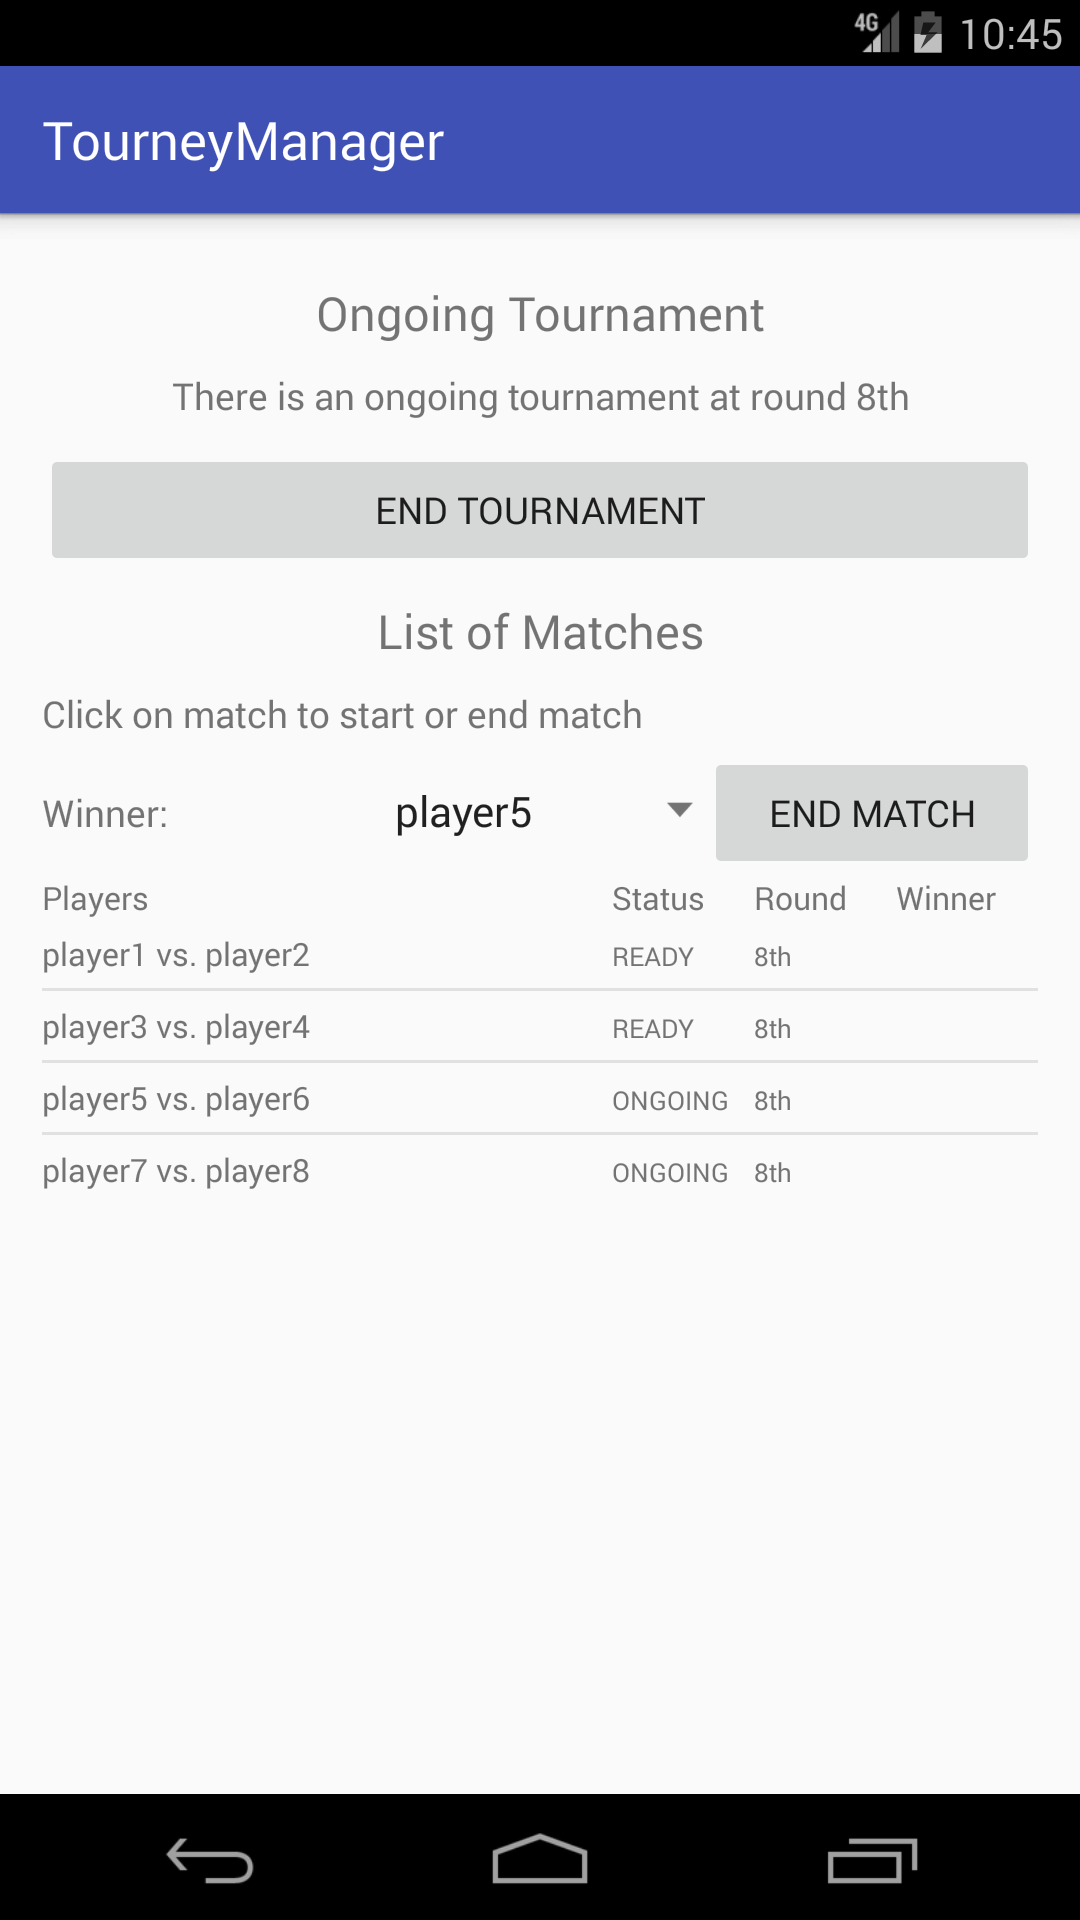 4G 10:45
TourneyManager
Ongoing Tournament
There is an ongoing tournament at round 8th
END TOURNAMENT
List of Matches
Click on match to start or end match
Winner: player5 END MATCH
Players Status Round Winner
player1 vs. player2 READY 8th
player3 vs. player4 READY 8th
player5 vs. player6 ONGOING 8th
player7 vs. player8 ONGOING 8th